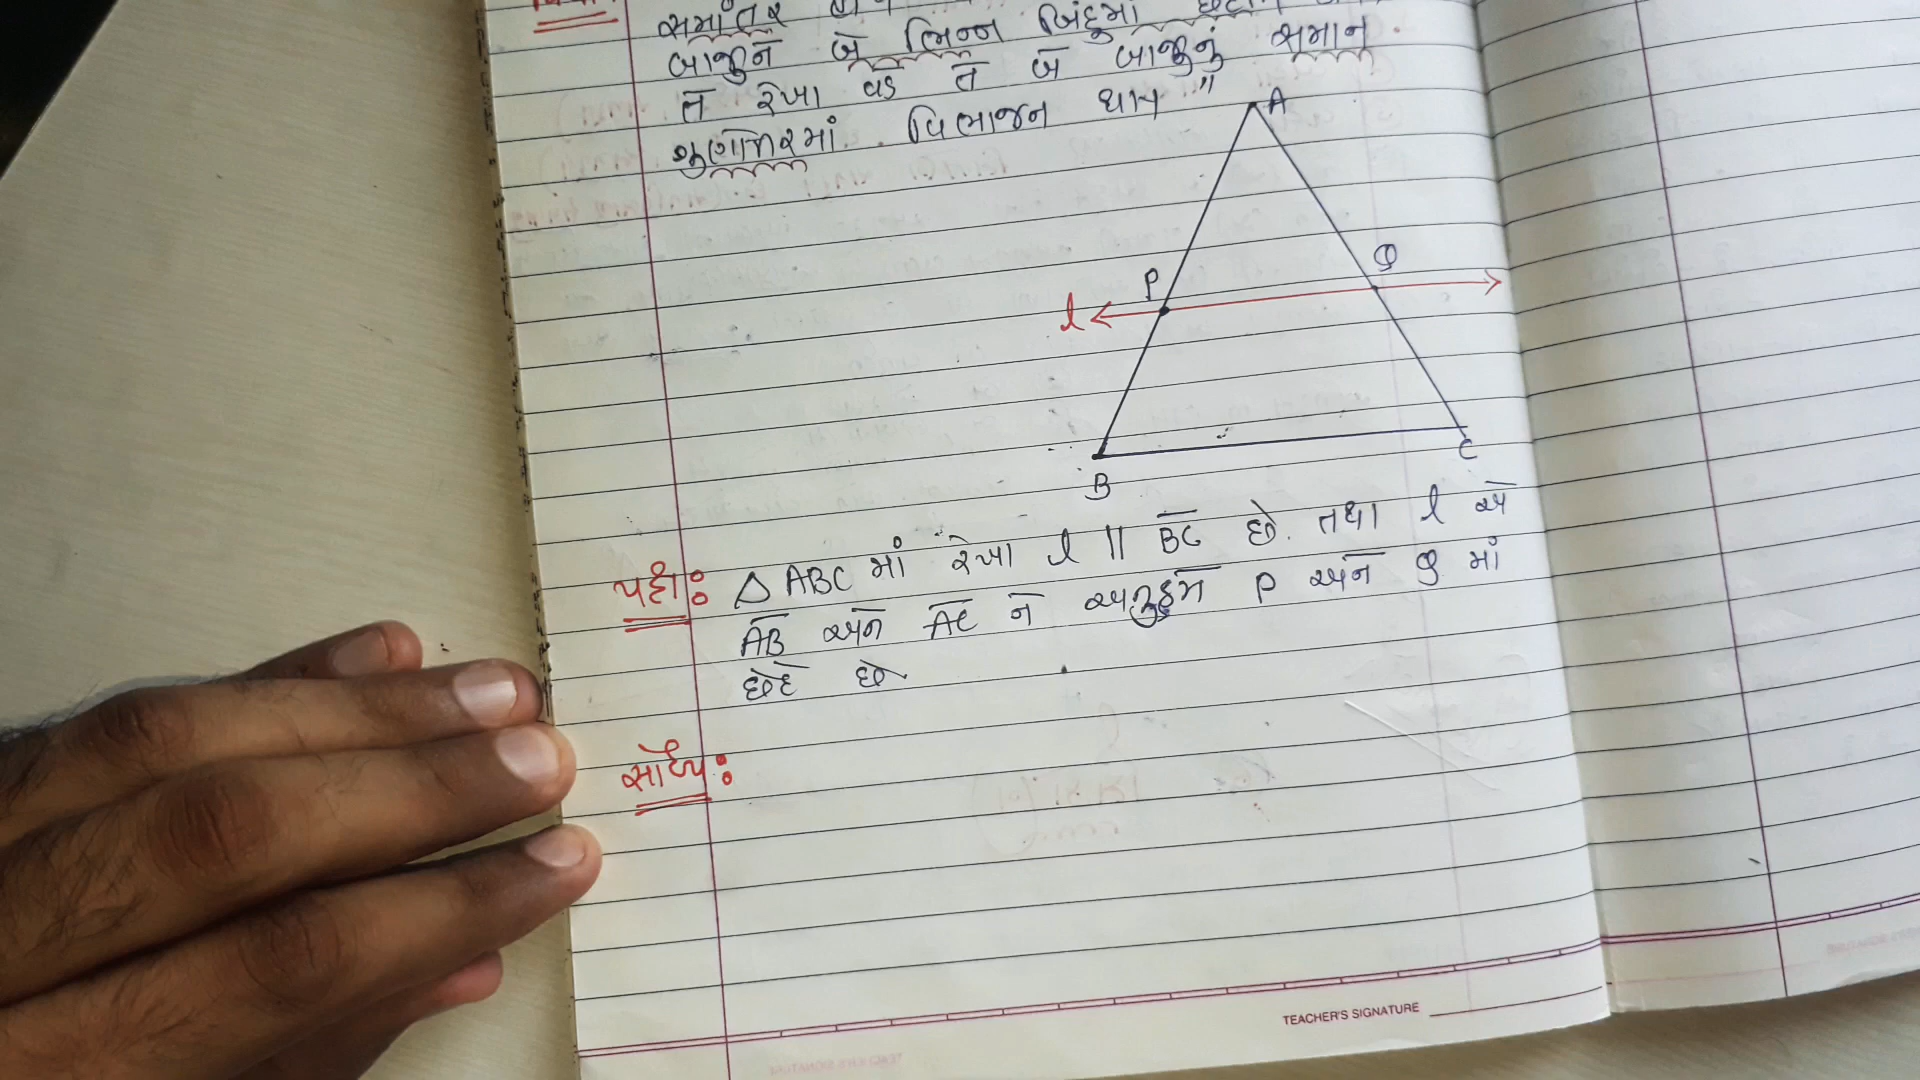 સમાંતર
બાજુને બે ભિન્ન બિંદુમાં
તે રેખા વડે તે બે બાજુનું સમાન
ગુણોત્તરમાં વિભાજન થાય "
A
P
Q
l
B
C
પક્ષ : △ ABC માં રેખા l || BC છે. તથા l એ
AB અને AC ને અનુક્રમે P અને Q માં
છેદે છે
સાધ્ય :
TEACHER'S SIGNATURE